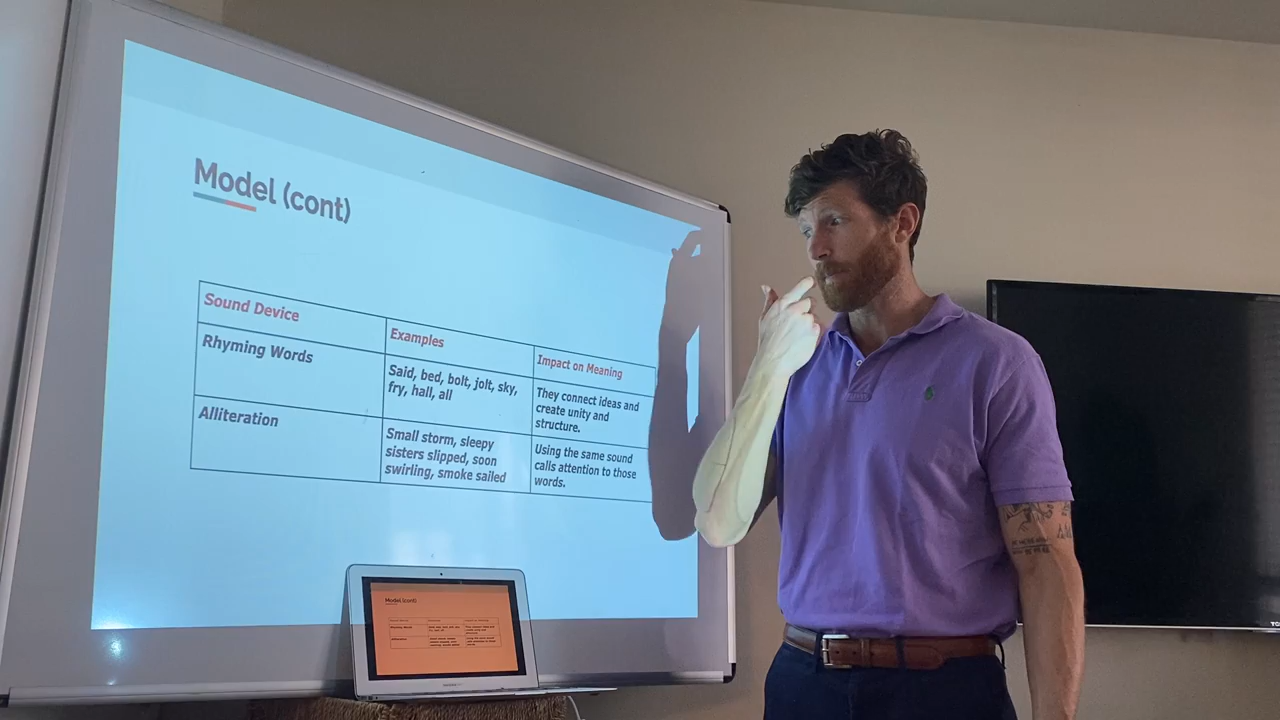 Model (cont)
Sound Device
Examples
Impact on Meaning
Rhyming Words
Said, bed, bolt, jolt, sky,
fry, hall, all
They connect ideas and
create unity and
structure.
Alliteration
Small storm, sleepy
sisters slipped, soon
swirling, smoke sailed
Using the same sound
calls attention to those
words.
Model (cont)